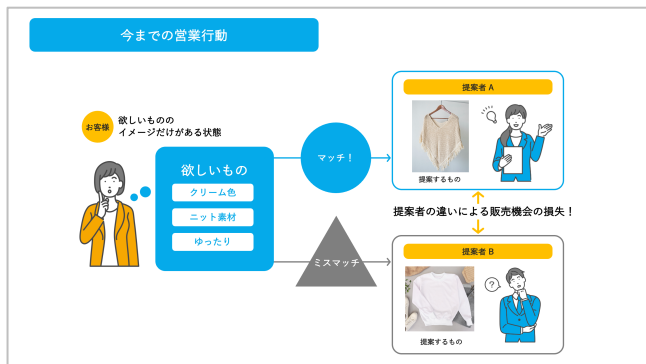 今までの営業行動
お客様
欲しいものの
イメージだけがある状態
欲しいもの
クリーム色
ニット素材
ゆったり
マッチ！
提案者 A
提案するもの
提案者の違いによる販売機会の損失！
ミスマッチ
提案者 B
?
提案するもの